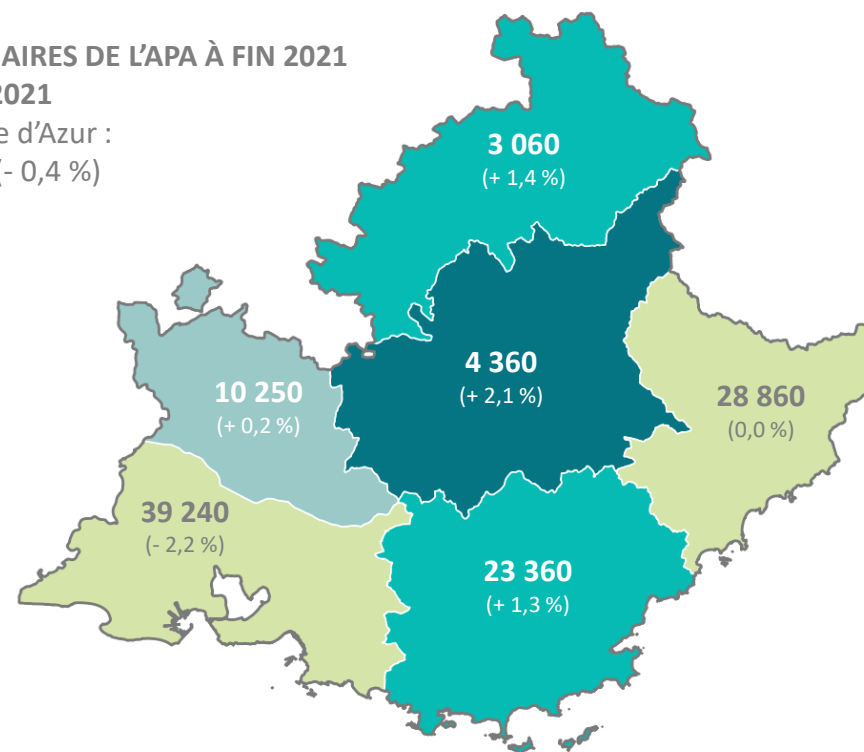 AIRES DE L'APA À FIN 2021
2021
e d'Azur :
(- 0,4 %)
3 060
(+ 1,4 %)
4 360
(+ 2,1 %)
10 250
(+ 0,2 %)
28 860
(0,0 %)
39 240
(- 2,2 %)
23 360
(+ 1,3 %)